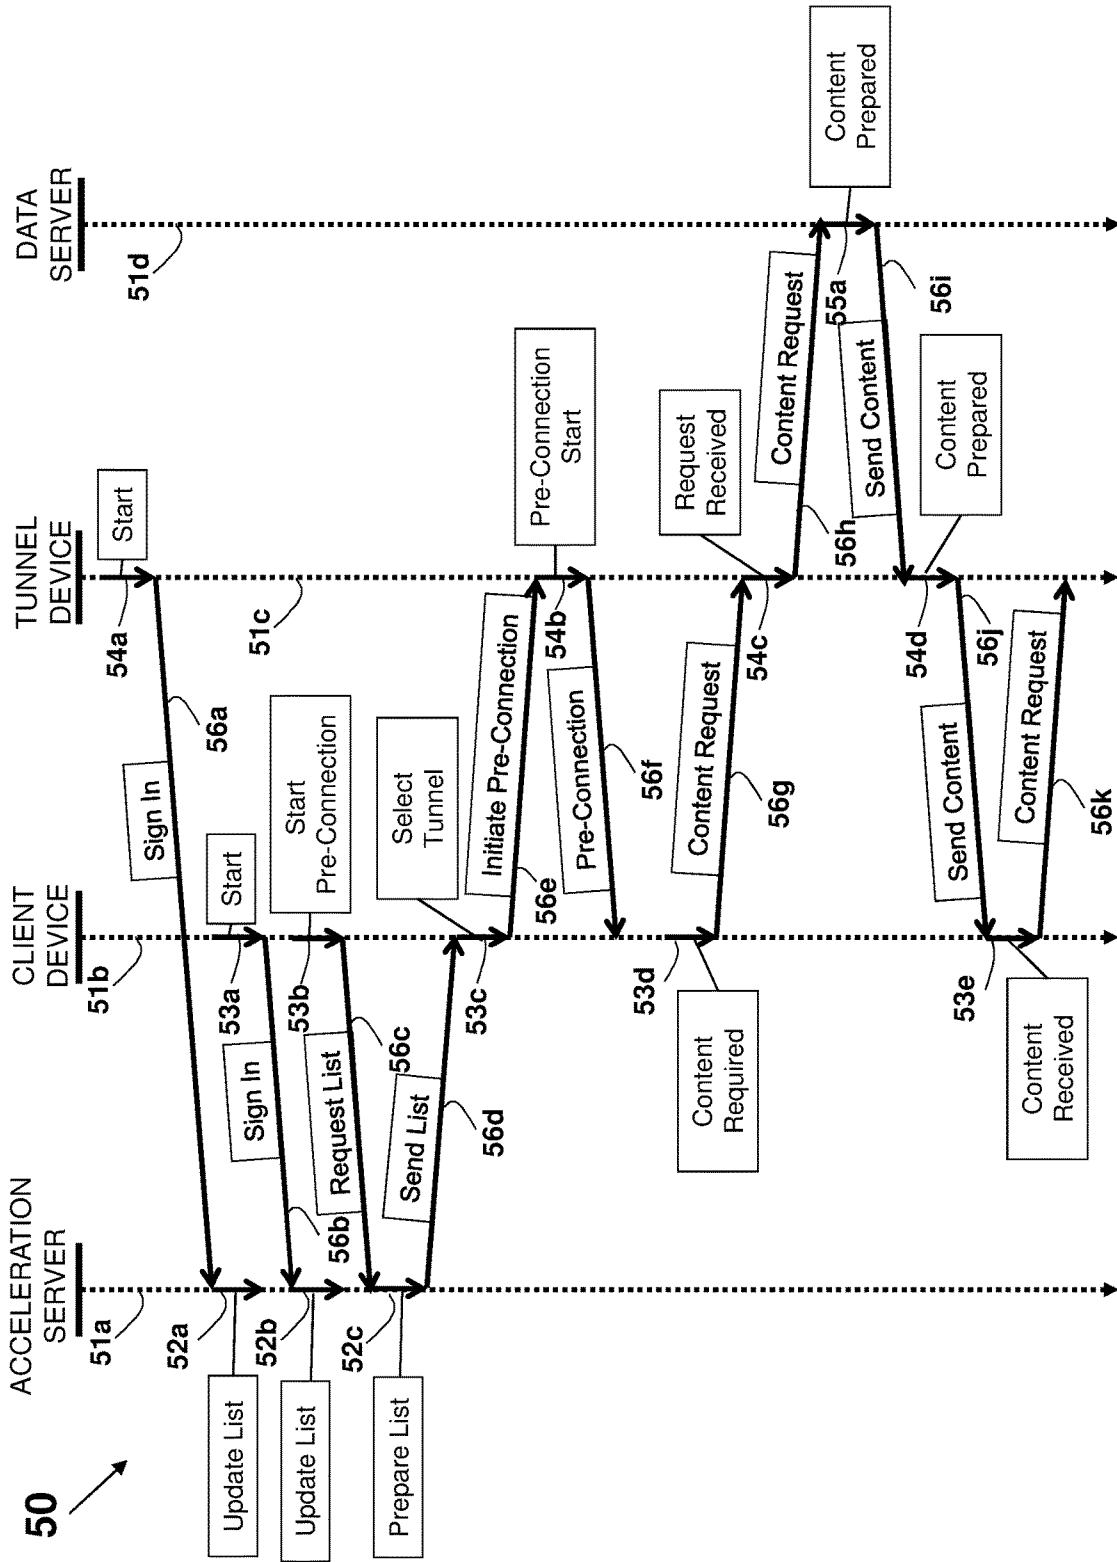 50
ACCELERATION
SERVER
CLIENT
DEVICE
TUNNEL
DEVICE
DATA
SERVER
51a
51b
51c
51d
54a
Start
56a
Sign In
52a
Update List
53a
Start
Sign In
56b
52b
Update List
53b
Start
Pre-Connection
Request List
56c
52c
Prepare List
Send List
56d
53c
Select
Tunnel
Initiate Pre-Connection
56e
54b
Pre-Connection
Start
Pre-Connection
56f
53d
Content
Required
Content Request
56g
54c
Request
Received
Content Request
56h
55a
Content
Prepared
Send Content
56i
54d
Content
Prepared
Send Content
56j
53e
Content
Received
Content Request
56k